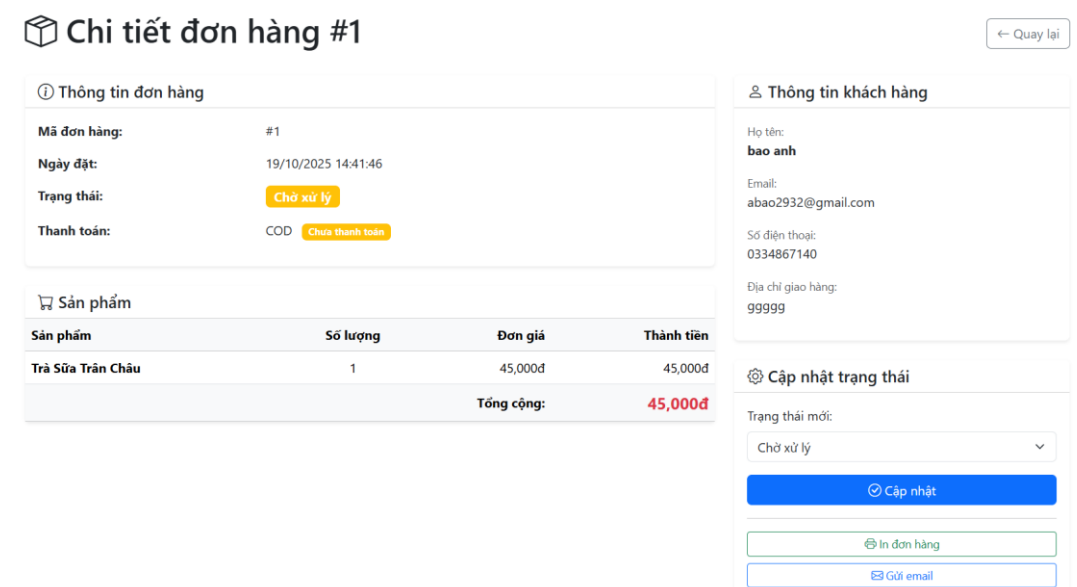 Chi tiết đơn hàng #1
← Quay lại
Thông tin đơn hàng
Mã đơn hàng: #1
Ngày đặt: 19/10/2025 14:41:46
Trạng thái: Chờ xử lý
Thanh toán: COD Chưa thanh toán
Sản phẩm
Sản phẩm Số lượng Đơn giá Thành tiền
Trà Sữa Trân Châu 1 45,000đ 45,000đ
Tổng cộng: 45,000đ
Thông tin khách hàng
Họ tên:
bao anh
Email:
abao2932@gmail.com
Số điện thoại:
0334867140
Địa chỉ giao hàng:
ggggg
Cập nhật trạng thái
Trạng thái mới:
Chờ xử lý
Cập nhật
In đơn hàng
Gửi email